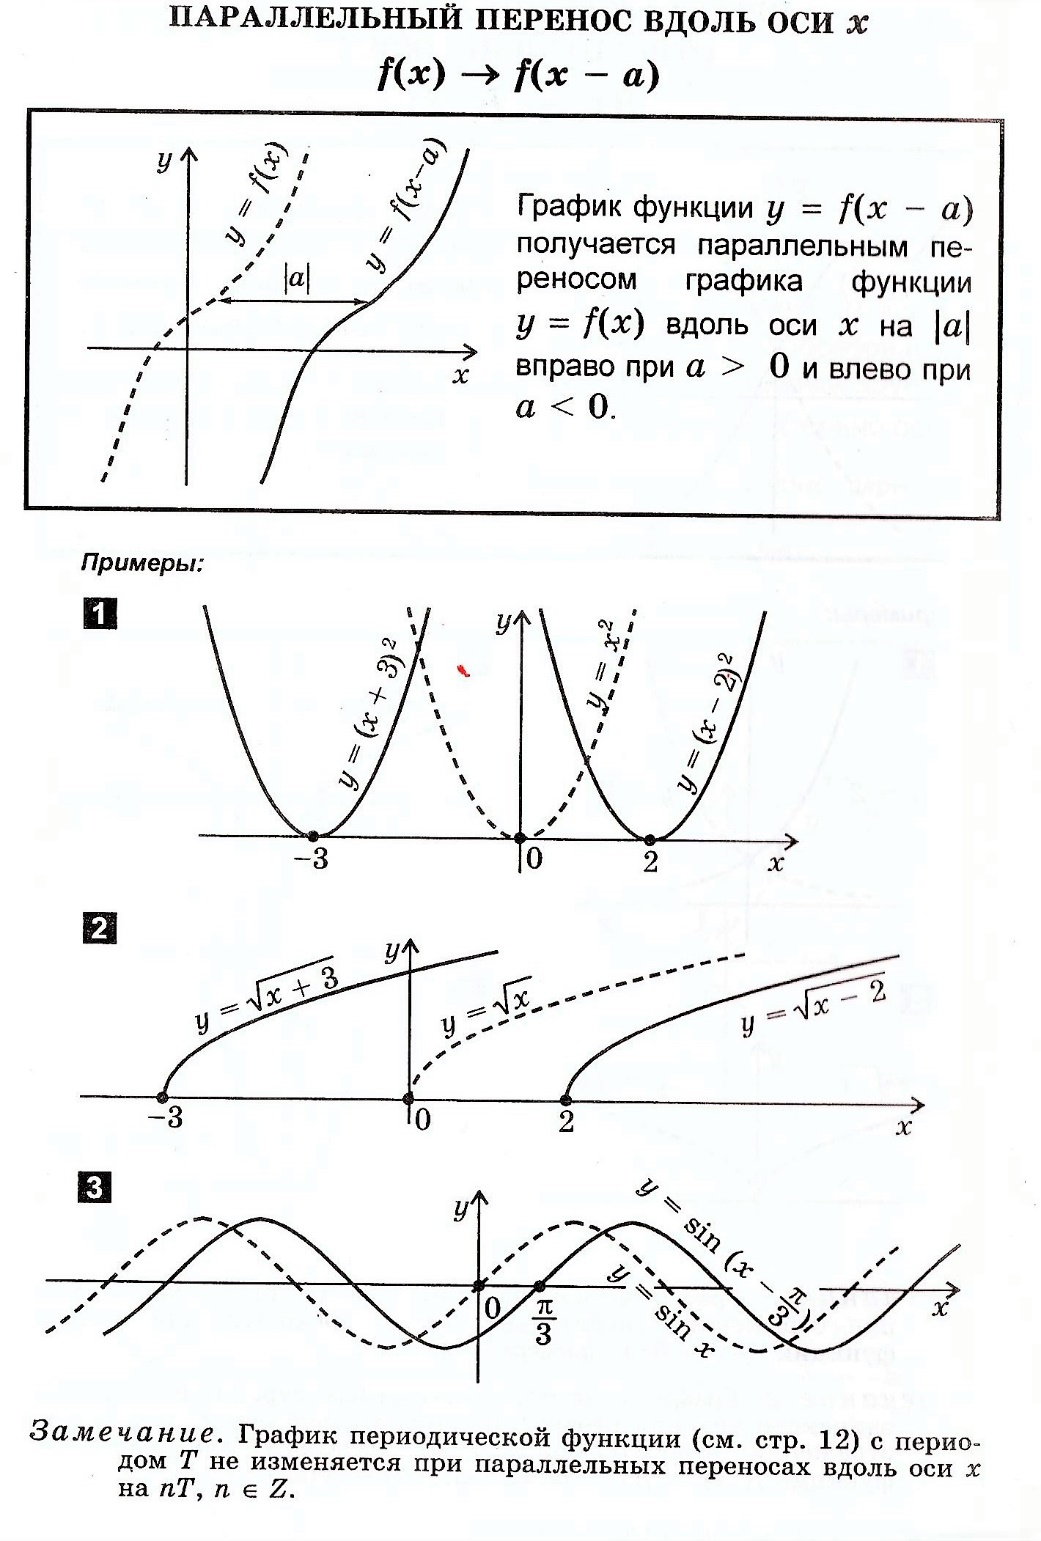 ПАРАЛЛЕЛЬНЫЙ ПЕРЕНОС ВДОЛЬ ОСИ x
f(x) → f(x − a)
y
y = f(x)
y = f(x−a)
|a|
x
График функции y = f(x − a)
получается параллельным пе-
реносом графика функции
y = f(x) вдоль оси x на |a|
вправо при a > 0 и влево при
a < 0.
Примеры:
1
y
y = (x + 3)²
y = x²
y = (x − 2)²
−3
0
2
x
2
y
y = √x + 3
y = √x
y = √x − 2
−3
0
2
x
3
y
y = sin (x − π/3)
y = sin x
0
π/3
x
Замечание. График периодической функции (см. стр. 12) с перио-
дом T не изменяется при параллельных переносах вдоль оси x
на nT, n ∈ Z.